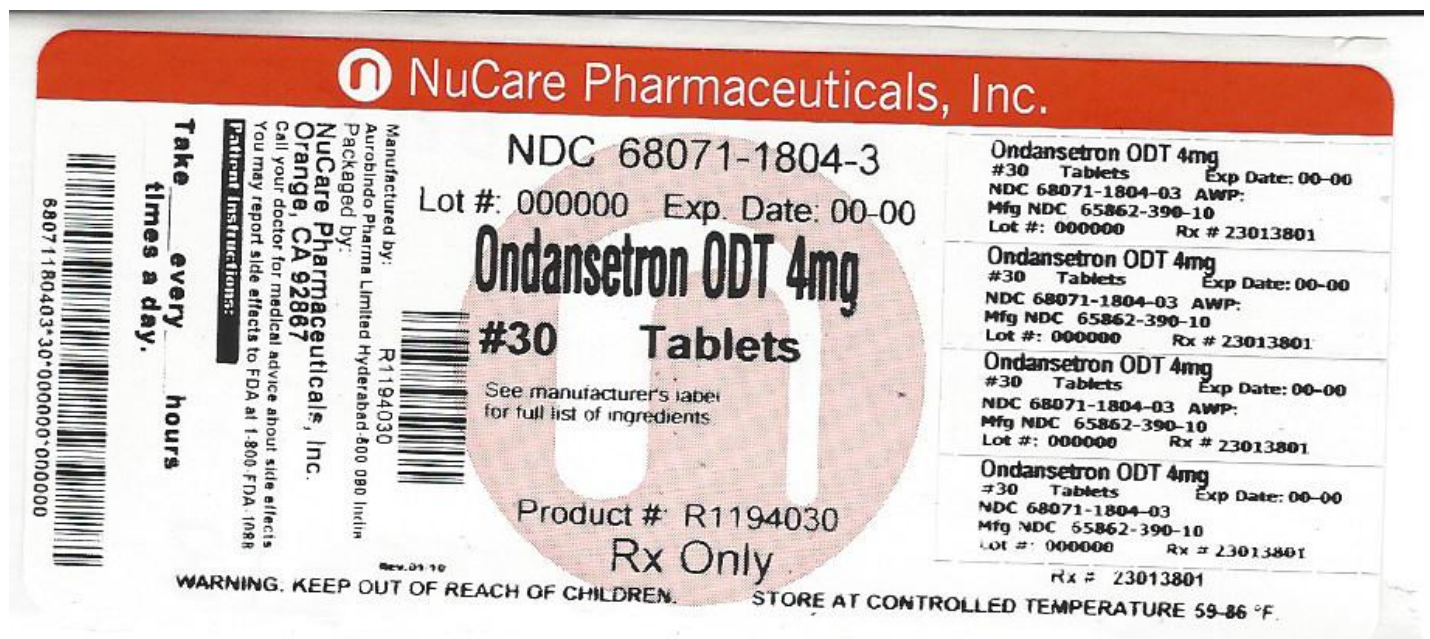 n NuCare Pharmaceuticals, Inc.
68071180403*30*000000*000000
Take___ every___ hours
times a day.
Patient Instructions:
You may report side effects to FDA at 1-800-FDA-1088
Call your doctor for medical advice about side effects
Orange, CA 92867
NuCare Pharmaceuticals, Inc.
Packaged by:
Aurobindo Pharma Limited Hyderabad-500 090 India
Manufactured by:
R1194030
NDC 68071-1804-3
Lot #: 000000 Exp. Date: 00-00
Ondansetron ODT 4mg
#30 Tablets
See manufacturer's label
for full list of ingredients
Product #: R1194030
Rx Only
Rev.01-10
WARNING. KEEP OUT OF REACH OF CHILDREN.
STORE AT CONTROLLED TEMPERATURE 59-86 °F.
Ondansetron ODT 4mg
#30 Tablets Exp Date: 00-00
NDC 68071-1804-03 AWP:
Mfg NDC 65862-390-10
Lot #: 000000 Rx # 23013801
Ondansetron ODT 4mg
#30 Tablets Exp Date: 00-00
NDC 68071-1804-03 AWP:
Mfg NDC 65862-390-10
Lot #: 000000 Rx # 23013801
Ondansetron ODT 4mg
#30 Tablets Exp Date: 00-00
NDC 68071-1804-03 AWP:
Mfg NDC 65862-390-10
Lot #: 000000 Rx # 23013801
Ondansetron ODT 4mg
#30 Tablets Exp Date: 00-00
NDC 68071-1804-03
Mfg NDC 65862-390-10
Lot #: 000000 Rx # 23013801
Rx # 23013801